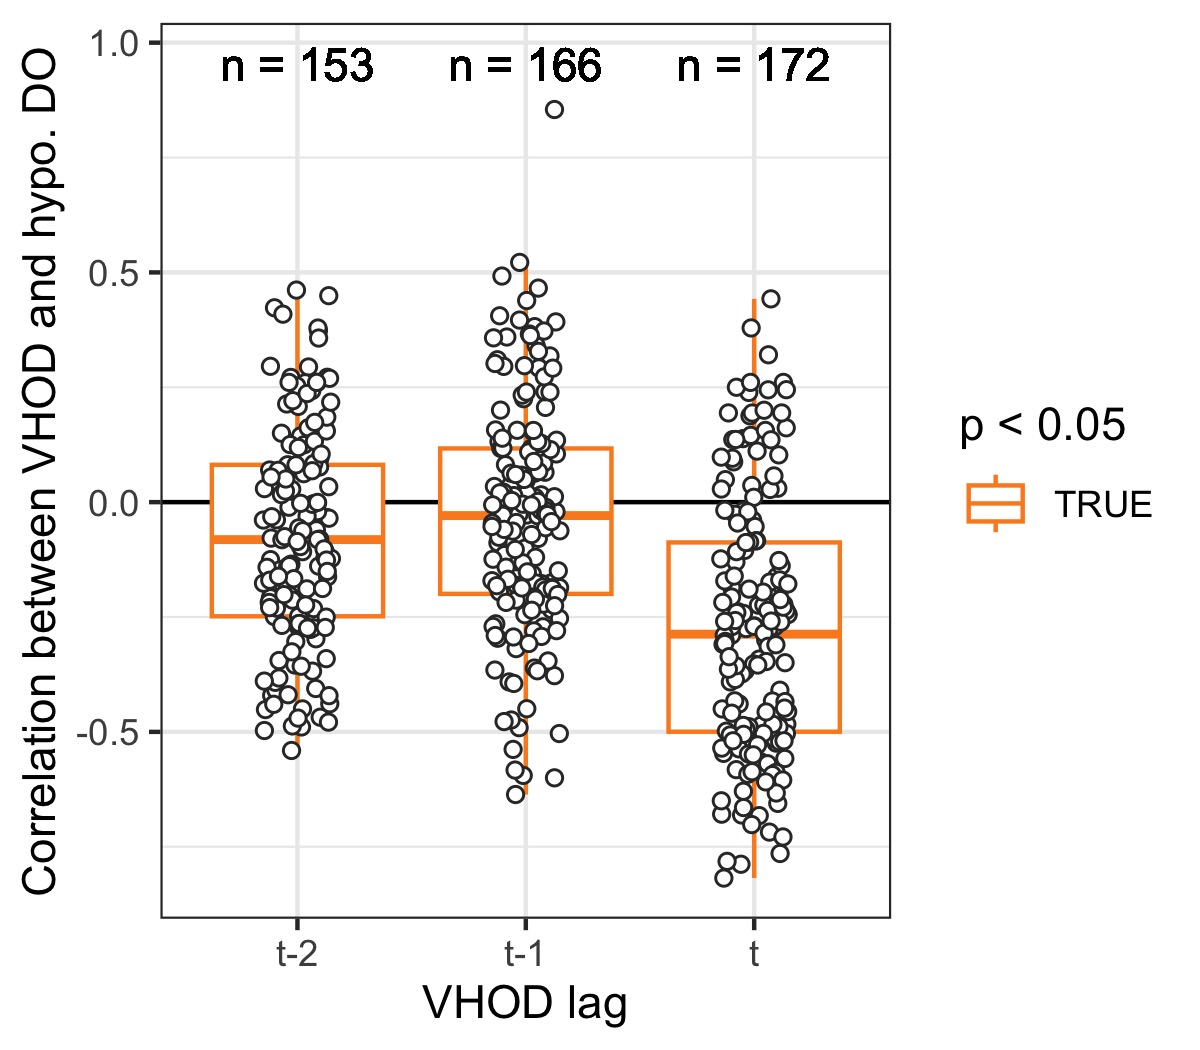 Correlation between VHOD and hypo. DO
1.0
0.5
0.0
-0.5
n = 153
n = 166
n = 172
t-2
t-1
t
VHOD lag
p < 0.05
TRUE